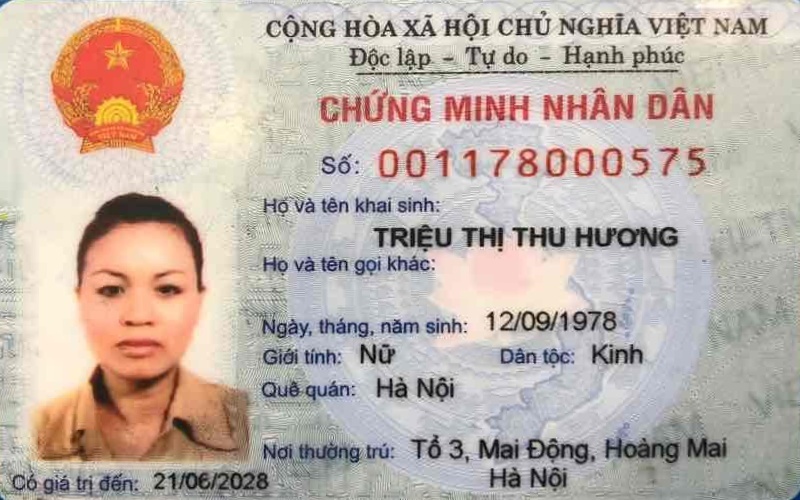 CỘNG HÒA XÃ HỘI CHỦ NGHĨA VIỆT NAM
Độc lập - Tự do - Hạnh phúc
CHỨNG MINH NHÂN DÂN
Số: 001178000575
Họ và tên khai sinh:
TRIỆU THỊ THU HƯƠNG
Họ và tên gọi khác:
Ngày, tháng, năm sinh: 12/09/1978
Giới tính: Nữ Dân tộc: Kinh
Quê quán: Hà Nội
Nơi thường trú: Tổ 3, Mai Động, Hoàng Mai
Hà Nội
Có giá trị đến: 21/06/2028